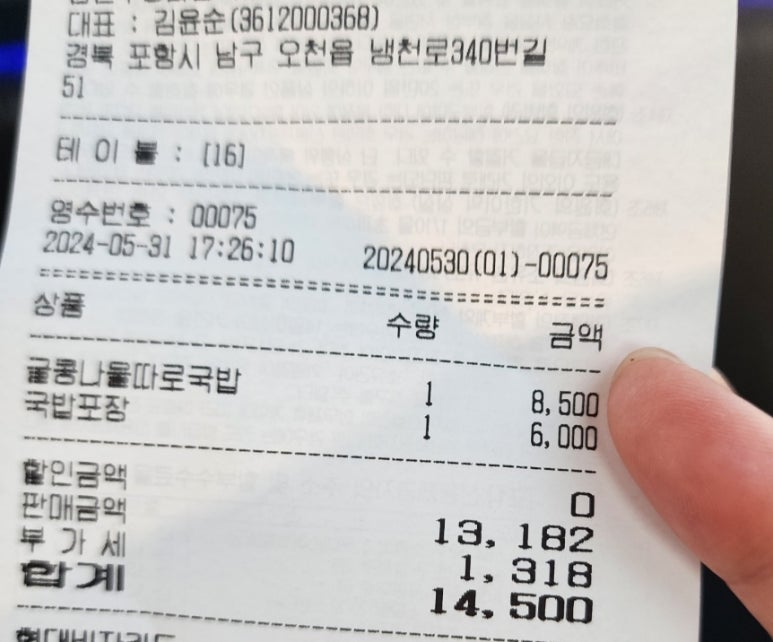 대표 : 김윤순(3612000368)
경북 포항시 남구 오천읍 냉천로340번길
51
테 이 블 : [16]
영수번호 : 00075
2024-05-31 17:26:10 20240530(01)-00075
상품 수량 금액
굴콩나물따로국밥 1 8,500
국밥포장 1 6,000
할인금액 0
판매금액 13,182
부 가 세 1,318
합계 14,500